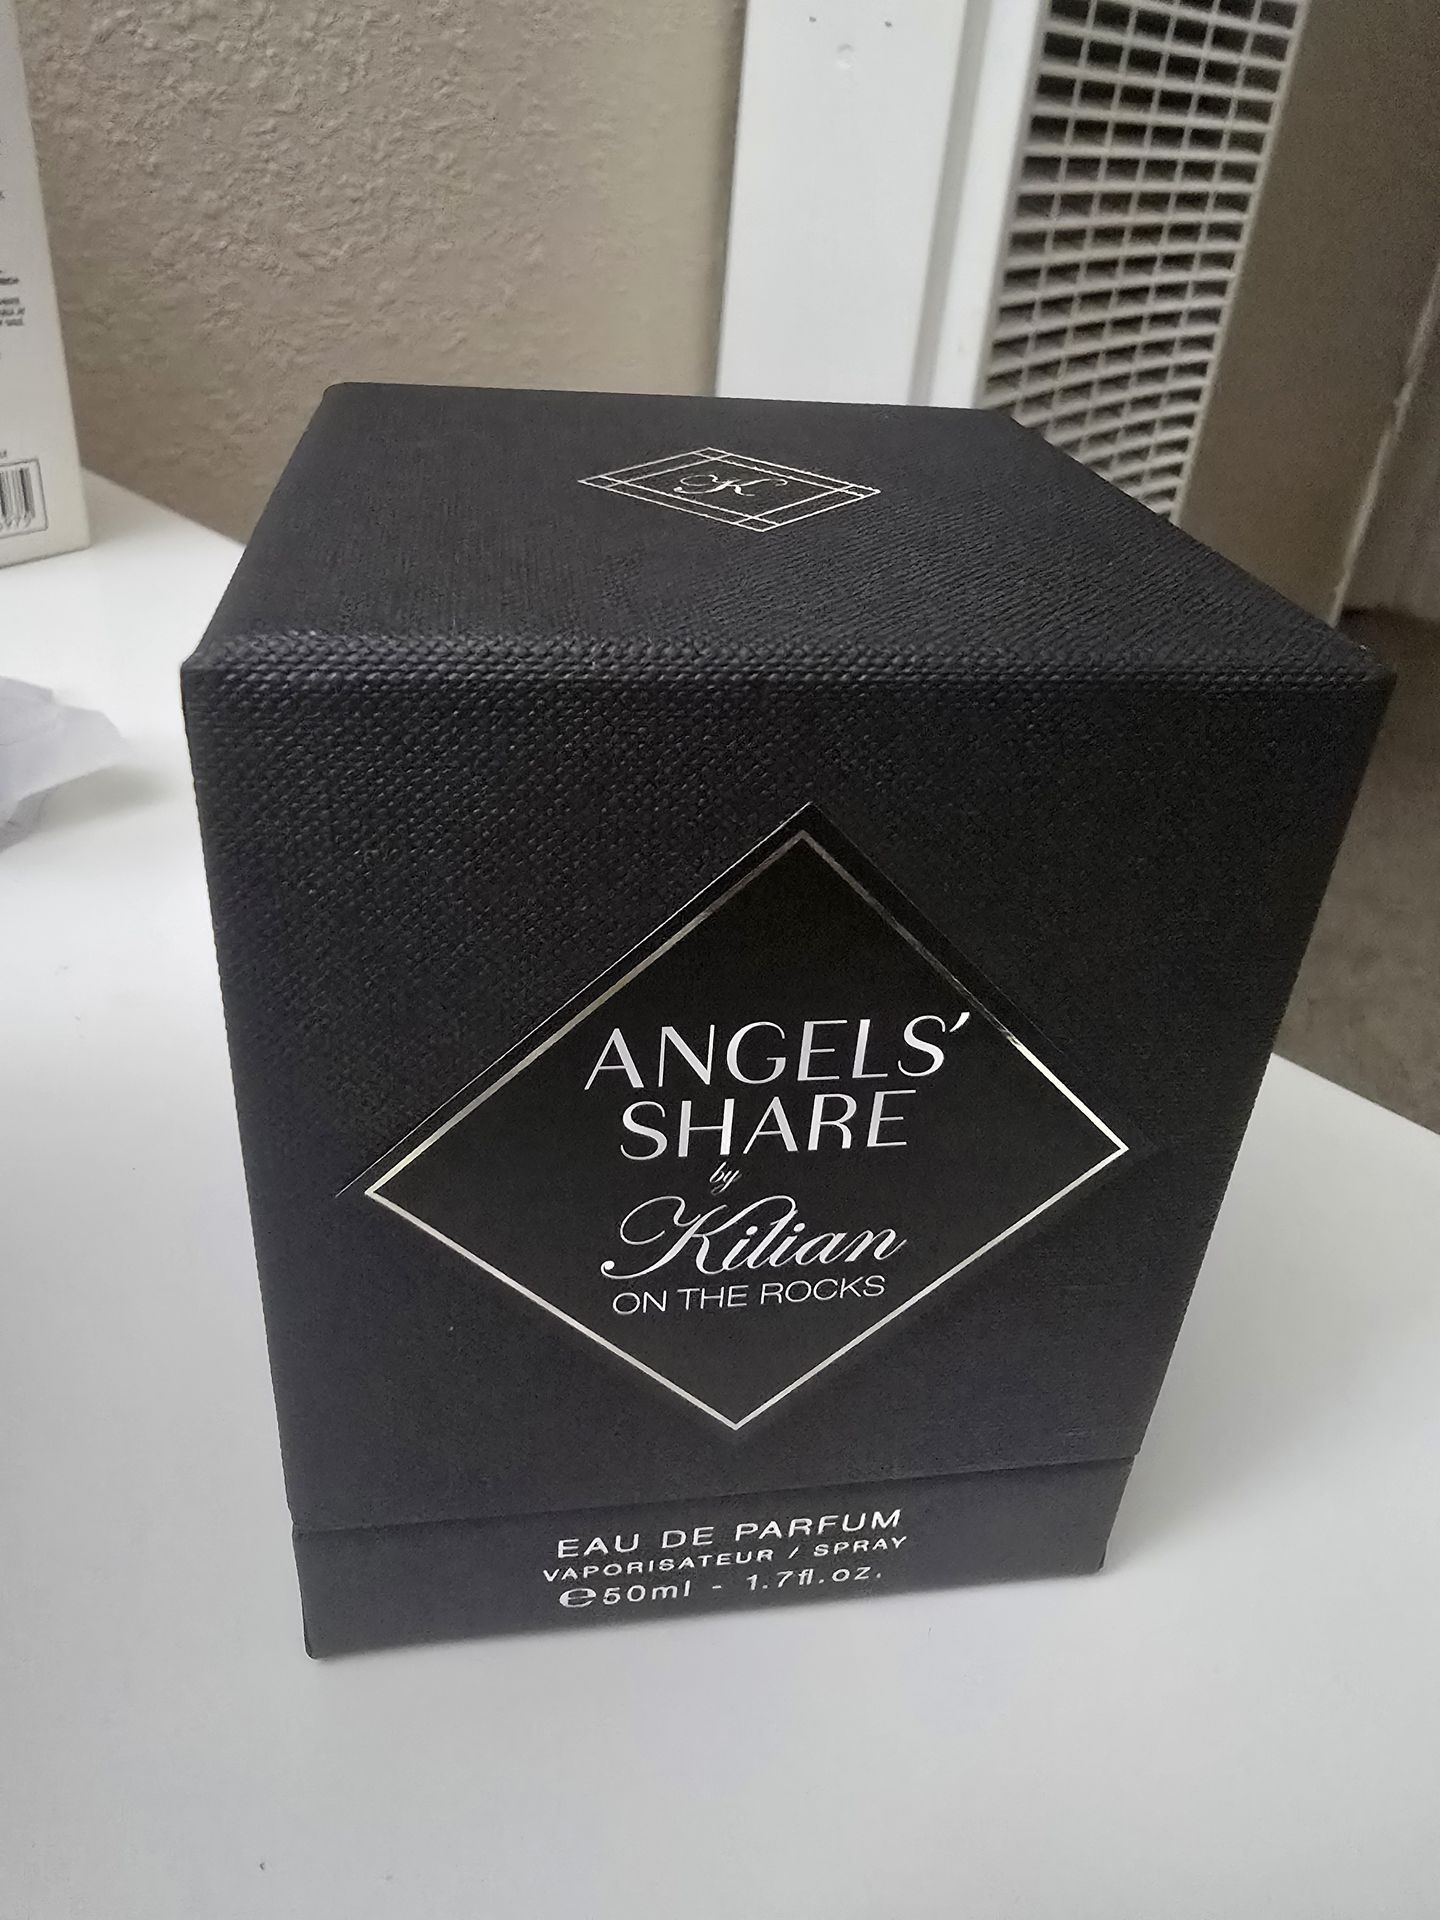 K
ANGELS'
SHARE
by
Kilian
ON THE ROCKS
EAU DE PARFUM
VAPORISATEUR / SPRAY
℮50ml - 1.7fl.oz.